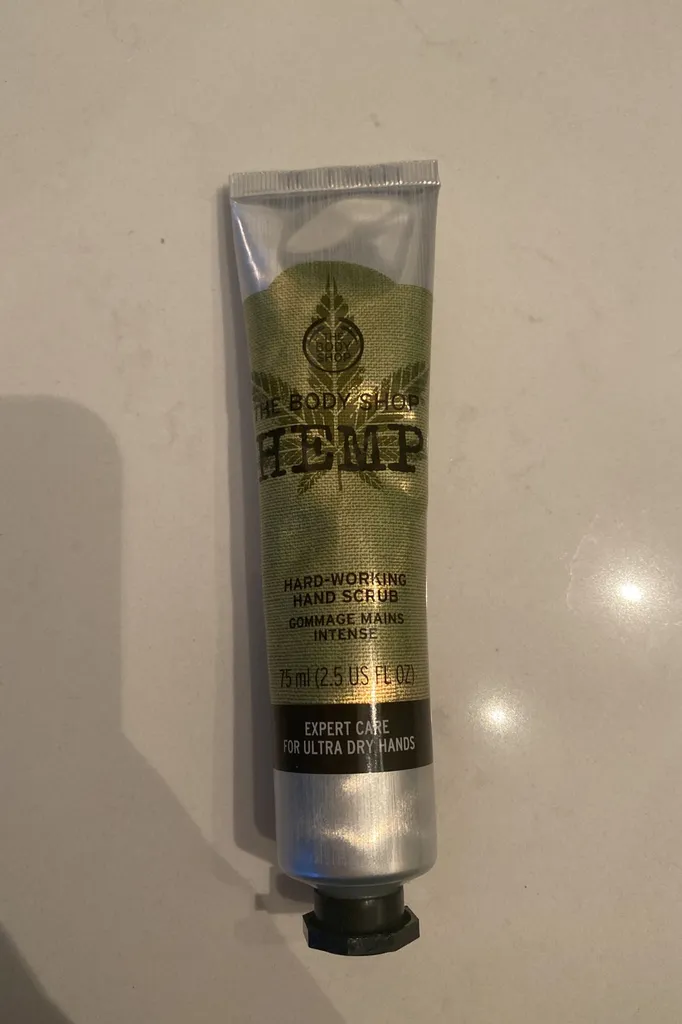 THE
BODY
SHOP
THE BODY SHOP
HEMP
HARD-WORKING
HAND SCRUB
GOMMAGE MAINS
INTENSE
75 ml (2.5 US FL OZ)
EXPERT CARE
FOR ULTRA DRY HANDS